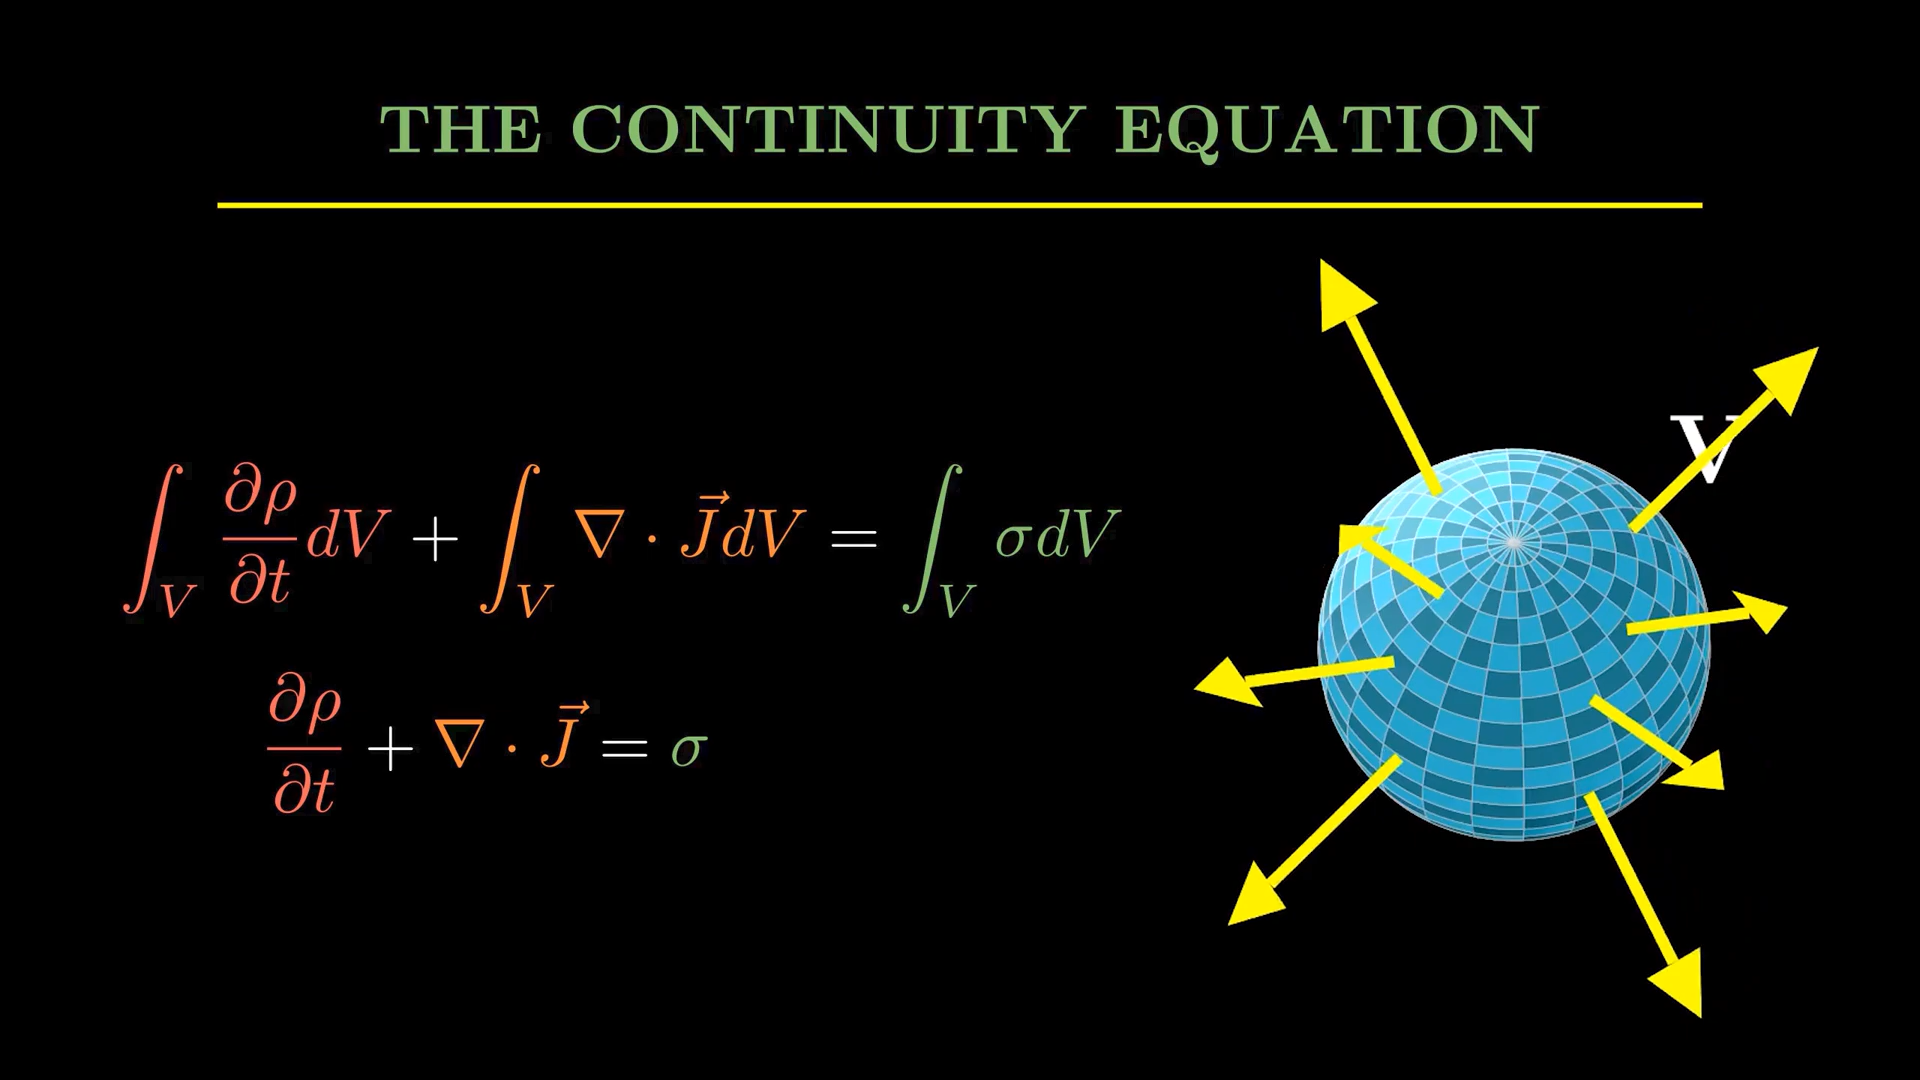 THE CONTINUITY EQUATION
V
∫_V ∂ρ/∂t dV + ∫_V ∇ · J⃗ dV = ∫_V σ dV
∂ρ/∂t + ∇ · J⃗ = σ